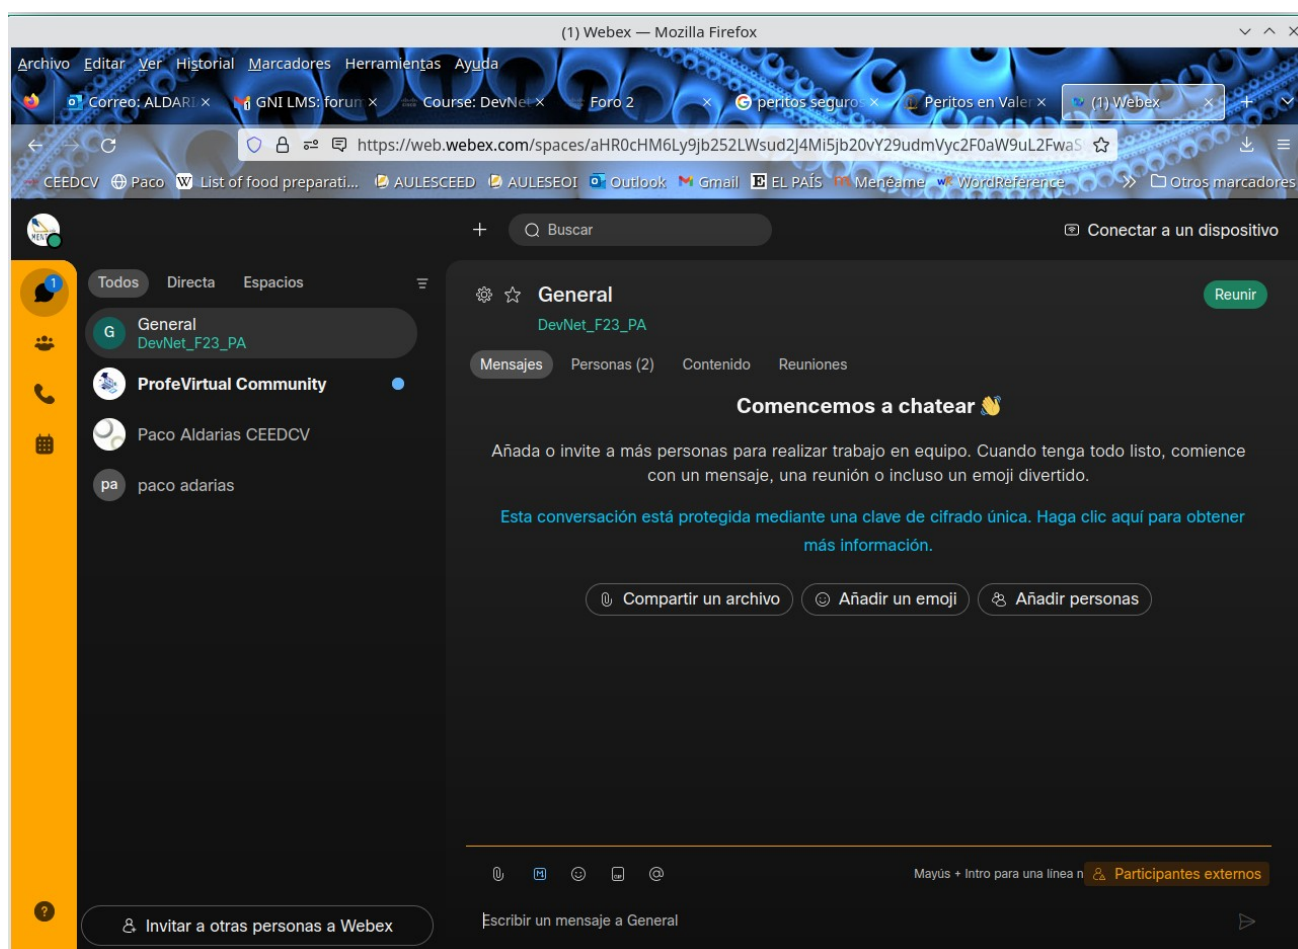 (1) Webex — Mozilla Firefox
Archivo Editar Ver Historial Marcadores Herramientas Ayuda
Correo: ALDARI GNI LMS: forum Course: DevNet Foro 2 peritos seguros Peritos en Valer (1) Webex
https://web.webex.com/spaces/aHR0cHM6Ly9jb252LWsud2J4Mi5jb20vY29udmVyc2F0aW9uL2FwaS
CEEDCV Paco List of food preparati... AULESCEED AULESEOI Outlook Gmail EL PAÍS Menéame WordReference Otros marcadores
Buscar
Conectar a un dispositivo
1
Todos Directa Espacios
G
General
DevNet_F23_PA
ProfeVirtual Community
Paco Aldarias CEEDCV
pa
paco adarias
Invitar a otras personas a Webex
General
DevNet_F23_PA
Reunir
Mensajes Personas (2) Contenido Reuniones
Comencemos a chatear 👋
Añada o invite a más personas para realizar trabajo en equipo. Cuando tenga todo listo, comience
con un mensaje, una reunión o incluso un emoji divertido.
Esta conversación está protegida mediante una clave de cifrado única. Haga clic aquí para obtener
más información.
Compartir un archivo Añadir un emoji Añadir personas
Mayús + Intro para una línea n
Participantes externos
Escribir un mensaje a General